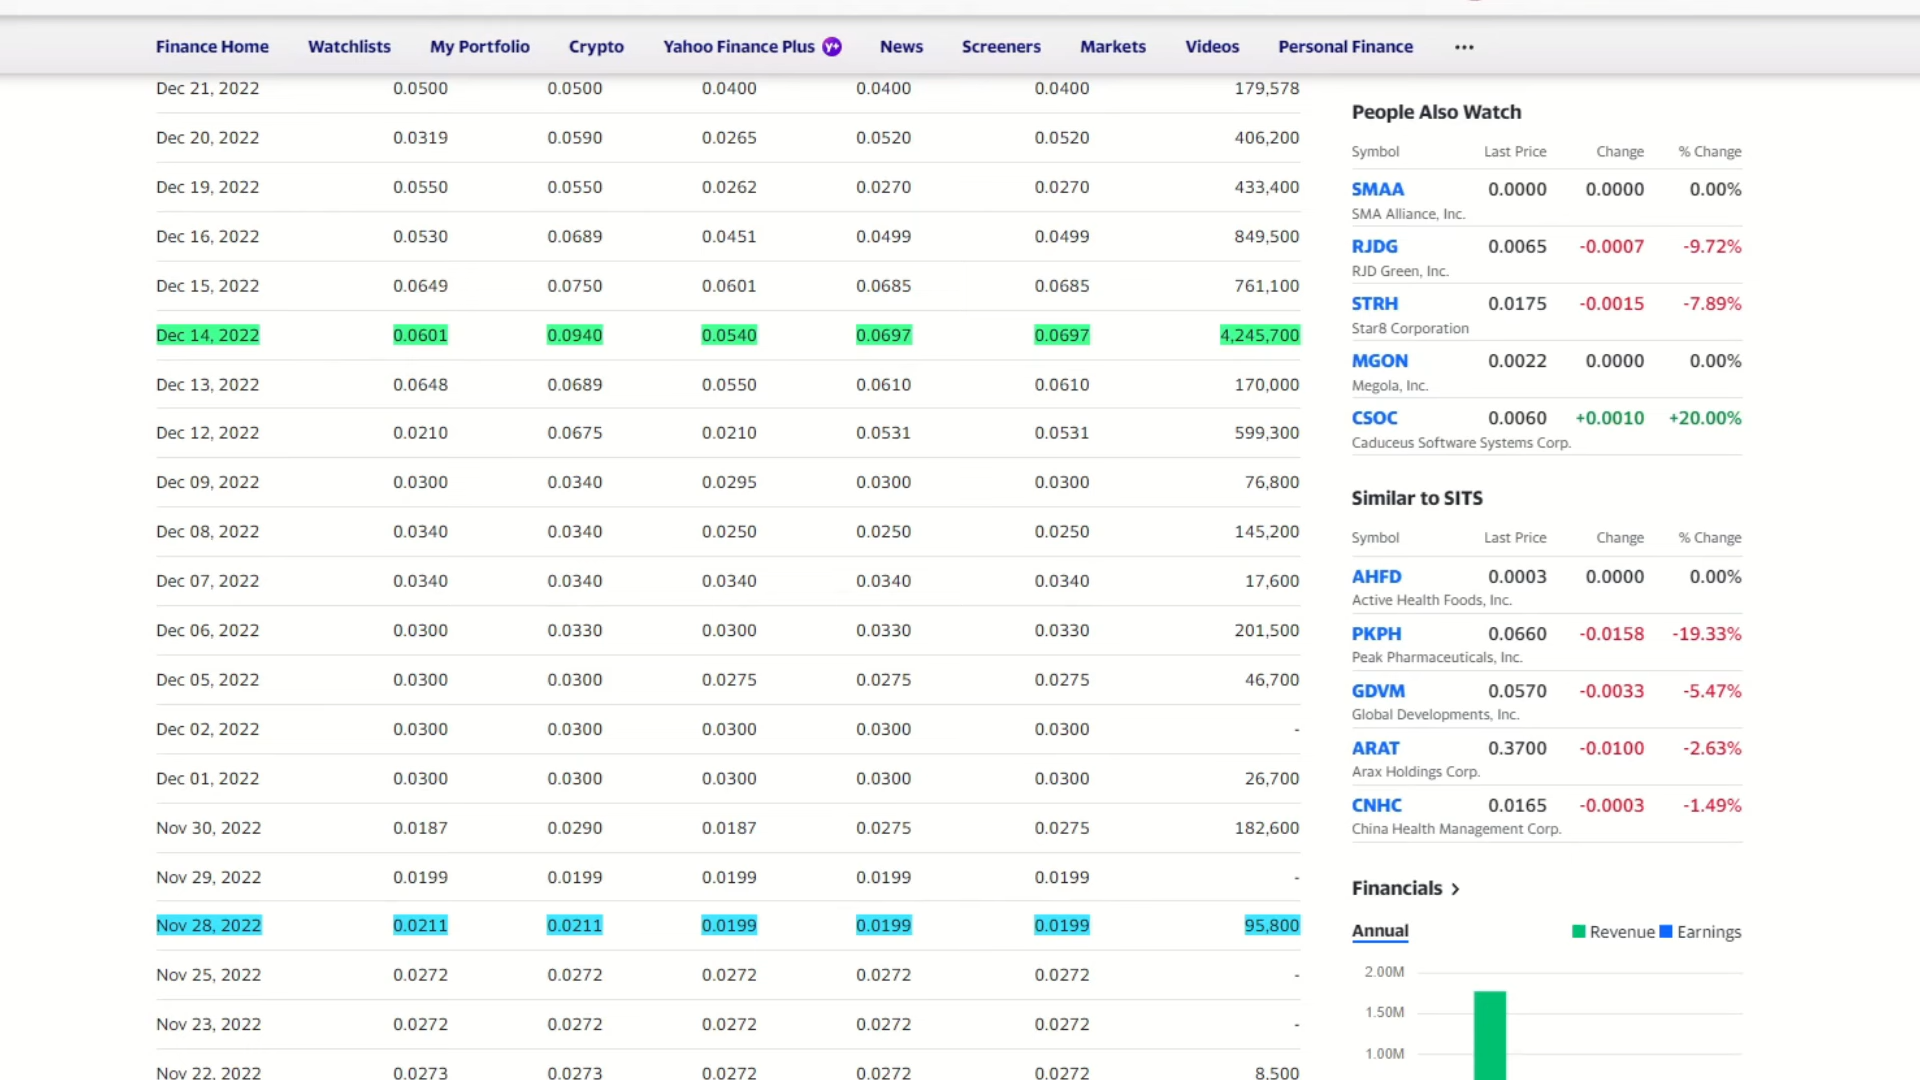 Finance Home Watchlists My Portfolio Crypto Yahoo Finance Plus Y+ News Screeners Markets Videos Personal Finance ...
Dec 21, 2022 0.0500 0.0500 0.0400 0.0400 0.0400 179,578
Dec 20, 2022 0.0319 0.0590 0.0265 0.0520 0.0520 406,200
Dec 19, 2022 0.0550 0.0550 0.0262 0.0270 0.0270 433,400
Dec 16, 2022 0.0530 0.0689 0.0451 0.0499 0.0499 849,500
Dec 15, 2022 0.0649 0.0750 0.0601 0.0685 0.0685 761,100
Dec 14, 2022 0.0601 0.0940 0.0540 0.0697 0.0697 4,245,700
Dec 13, 2022 0.0648 0.0689 0.0550 0.0610 0.0610 170,000
Dec 12, 2022 0.0210 0.0675 0.0210 0.0531 0.0531 599,300
Dec 09, 2022 0.0300 0.0340 0.0295 0.0300 0.0300 76,800
Dec 08, 2022 0.0340 0.0340 0.0250 0.0250 0.0250 145,200
Dec 07, 2022 0.0340 0.0340 0.0340 0.0340 0.0340 17,600
Dec 06, 2022 0.0300 0.0330 0.0300 0.0330 0.0330 201,500
Dec 05, 2022 0.0300 0.0300 0.0275 0.0275 0.0275 46,700
Dec 02, 2022 0.0300 0.0300 0.0300 0.0300 0.0300 -
Dec 01, 2022 0.0300 0.0300 0.0300 0.0300 0.0300 26,700
Nov 30, 2022 0.0187 0.0290 0.0187 0.0275 0.0275 182,600
Nov 29, 2022 0.0199 0.0199 0.0199 0.0199 0.0199 -
Nov 28, 2022 0.0211 0.0211 0.0199 0.0199 0.0199 95,800
Nov 25, 2022 0.0272 0.0272 0.0272 0.0272 0.0272 -
Nov 23, 2022 0.0272 0.0272 0.0272 0.0272 0.0272 -
Nov 22, 2022 0.0273 0.0273 0.0272 0.0272 0.0272 8,500
People Also Watch
Symbol Last Price Change % Change
SMAA 0.0000 0.0000 0.00%
SMA Alliance, Inc.
RJDG 0.0065 -0.0007 -9.72%
RJD Green, Inc.
STRH 0.0175 -0.0015 -7.89%
Star8 Corporation
MGON 0.0022 0.0000 0.00%
Megola, Inc.
CSOC 0.0060 +0.0010 +20.00%
Caduceus Software Systems Corp.
Similar to SITS
Symbol Last Price Change % Change
AHFD 0.0003 0.0000 0.00%
Active Health Foods, Inc.
PKPH 0.0660 -0.0158 -19.33%
Peak Pharmaceuticals, Inc.
GDVM 0.0570 -0.0033 -5.47%
Global Developments, Inc.
ARAT 0.3700 -0.0100 -2.63%
Arax Holdings Corp.
CNHC 0.0165 -0.0003 -1.49%
China Health Management Corp.
Financials >
Annual Revenue Earnings
2.00M
1.50M
1.00M